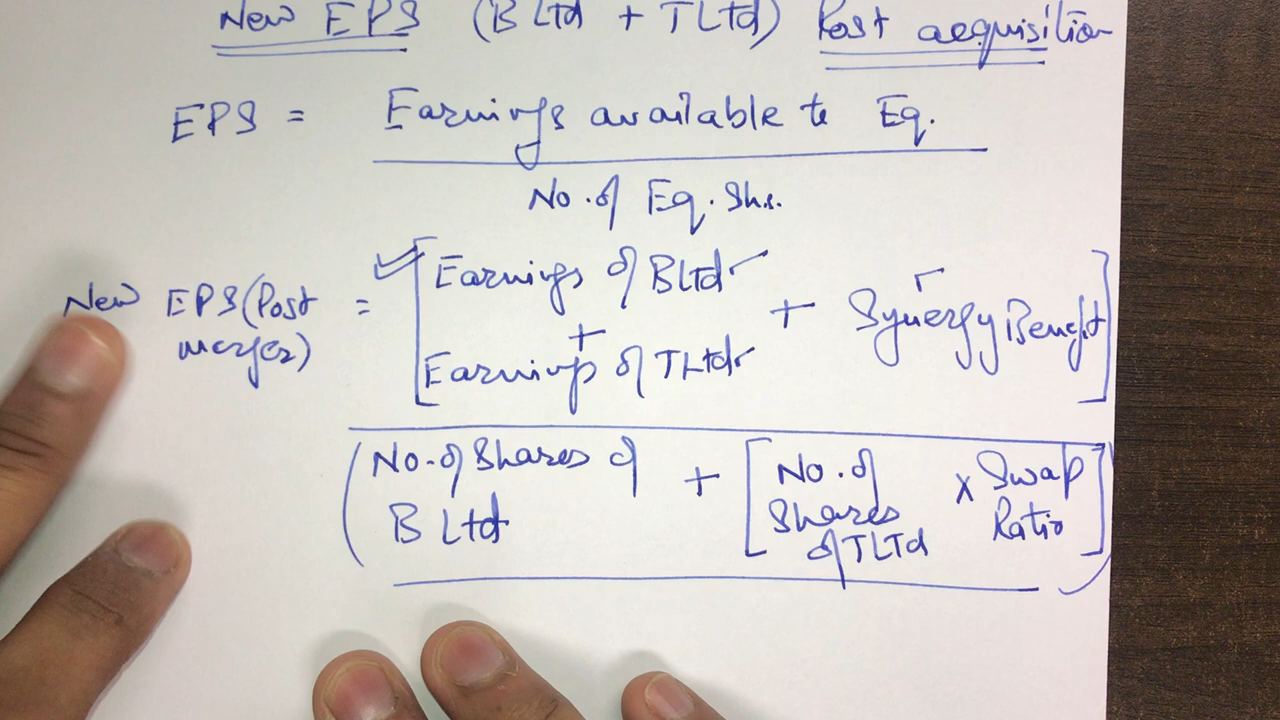 New EPS (B Ltd + T Ltd) Post acquisition
EPS = Earnings available to Eq.
No. of Eq. Shs.
New EPS (Post merger) =
[Earnings of B Ltd
+
Earnings of T Ltd
+ Synergy Benefit]
(No. of Shares of
B Ltd
+ [No. of
Shares
of T LTd
x Swap
Ratio])